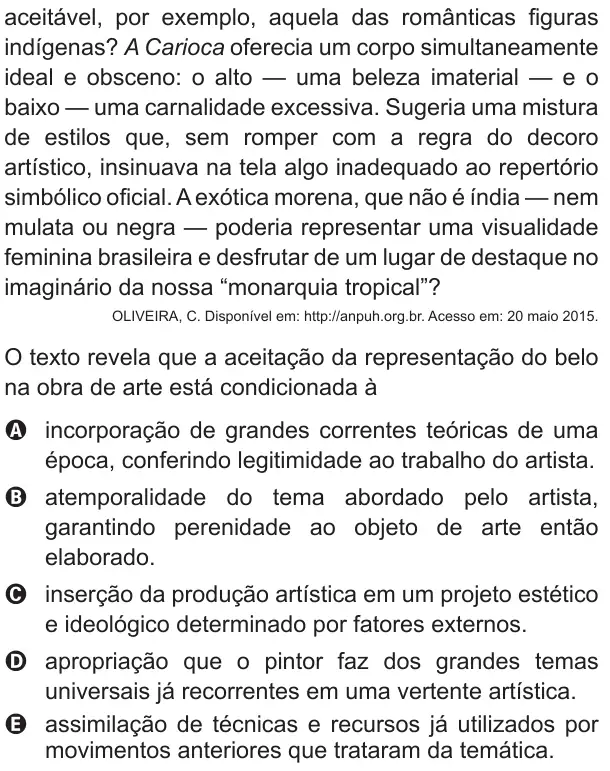 aceitável, por exemplo, aquela das românticas figuras
indígenas? A Carioca oferecia um corpo simultaneamente
ideal e obsceno: o alto — uma beleza imaterial — e o
baixo — uma carnalidade excessiva. Sugeria uma mistura
de estilos que, sem romper com a regra do decoro
artístico, insinuava na tela algo inadequado ao repertório
simbólico oficial. A exótica morena, que não é índia — nem
mulata ou negra — poderia representar uma visualidade
feminina brasileira e desfrutar de um lugar de destaque no
imaginário da nossa “monarquia tropical”?
OLIVEIRA, C. Disponível em: http://anpuh.org.br. Acesso em: 20 maio 2015.
O texto revela que a aceitação da representação do belo
na obra de arte está condicionada à
A incorporação de grandes correntes teóricas de uma
época, conferindo legitimidade ao trabalho do artista.
B atemporalidade do tema abordado pelo artista,
garantindo perenidade ao objeto de arte então
elaborado.
C inserção da produção artística em um projeto estético
e ideológico determinado por fatores externos.
D apropriação que o pintor faz dos grandes temas
universais já recorrentes em uma vertente artística.
E assimilação de técnicas e recursos já utilizados por
movimentos anteriores que trataram da temática.